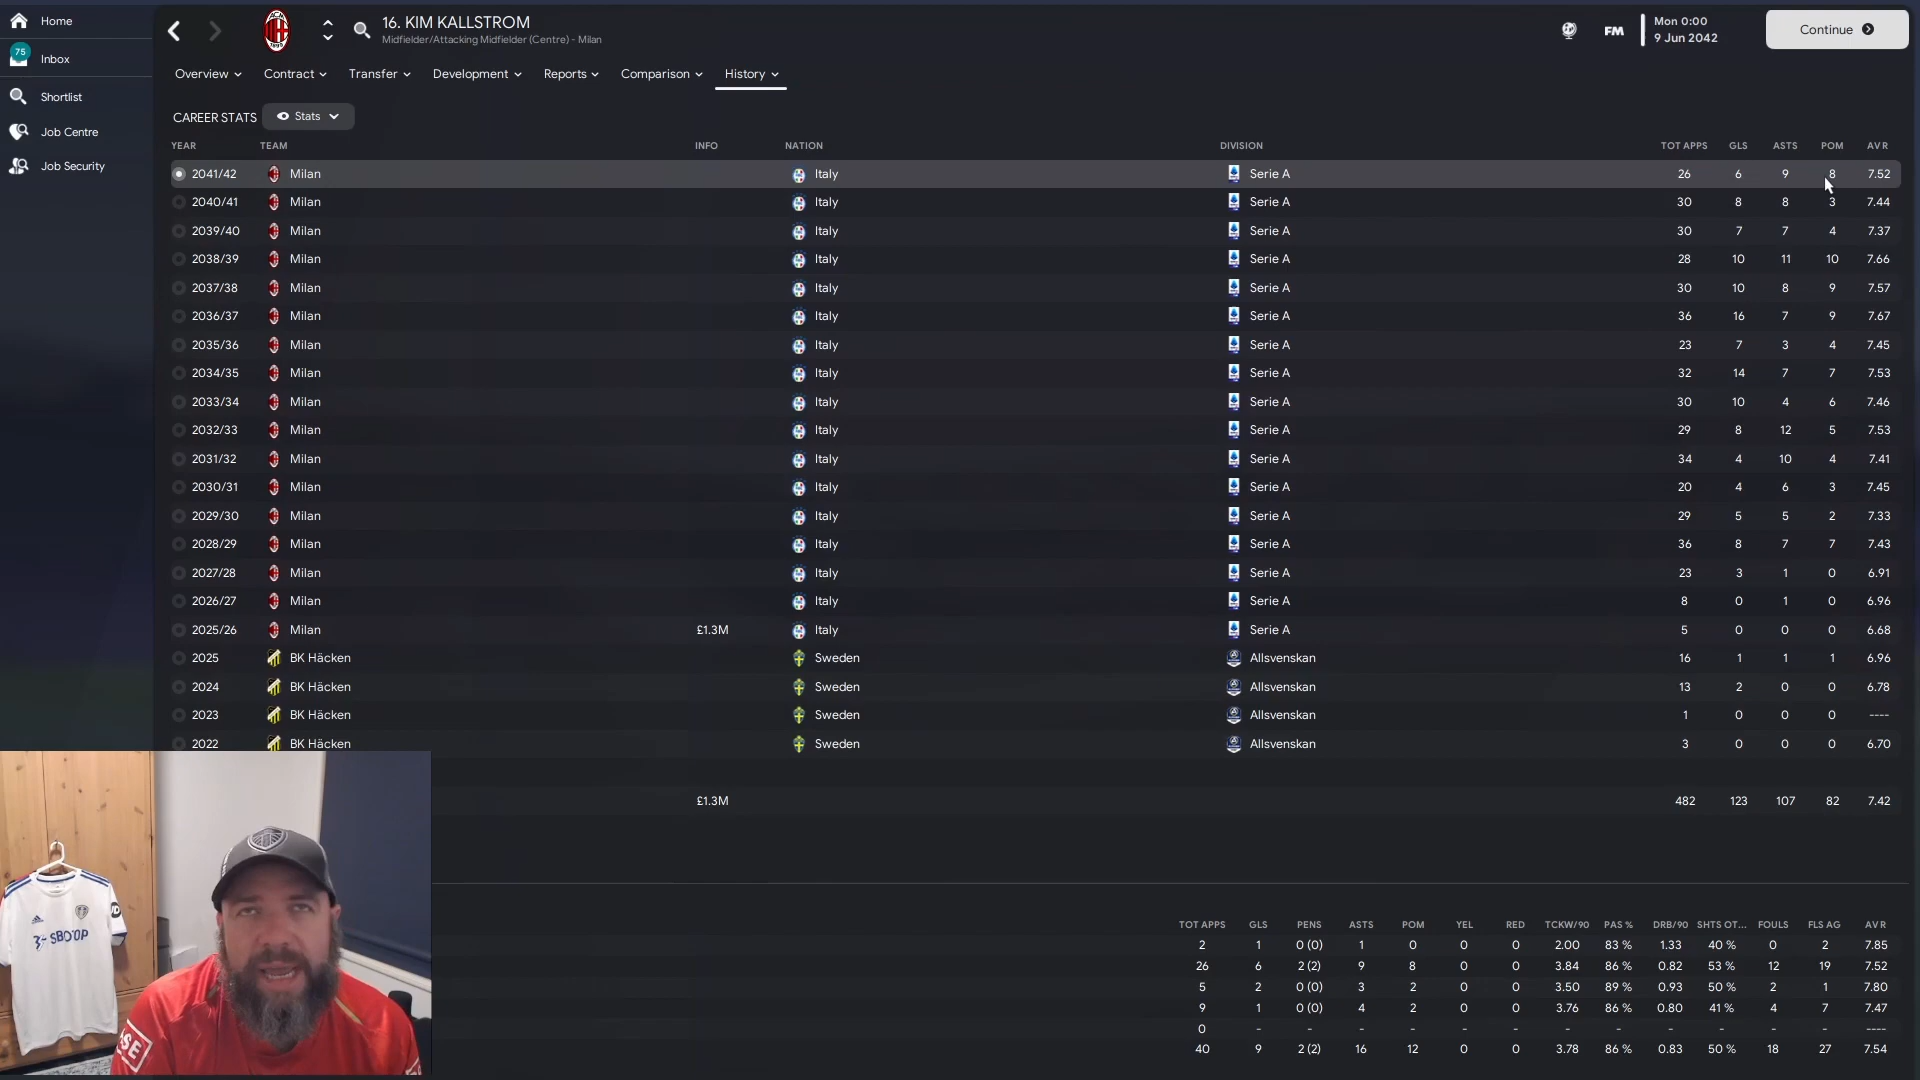 Home
75
Inbox
Shortlist
Job Centre
Job Security
16. KIM KALLSTROM
Midfielder/Attacking Midfielder (Centre) - Milan
FM
Mon 0:00
9 Jun 2042
Continue
Overview Contract Transfer Development Reports Comparison History
CAREER STATS Stats
YEAR TEAM INFO NATION DIVISION TOT APPS GLS ASTS POM AV R
2041/42 Milan Italy Serie A 26 6 9 8 7.52
2040/41 Milan Italy Serie A 30 8 8 3 7.44
2039/40 Milan Italy Serie A 30 7 7 4 7.37
2038/39 Milan Italy Serie A 28 10 11 10 7.66
2037/38 Milan Italy Serie A 30 10 8 9 7.57
2036/37 Milan Italy Serie A 36 16 7 9 7.67
2035/36 Milan Italy Serie A 23 7 3 4 7.45
2034/35 Milan Italy Serie A 32 14 7 7 7.53
2033/34 Milan Italy Serie A 30 10 4 6 7.46
2032/33 Milan Italy Serie A 29 8 12 5 7.53
2031/32 Milan Italy Serie A 34 4 10 4 7.41
2030/31 Milan Italy Serie A 20 4 6 3 7.45
2029/30 Milan Italy Serie A 29 5 5 2 7.33
2028/29 Milan Italy Serie A 36 8 7 7 7.43
2027/28 Milan Italy Serie A 23 3 1 0 6.91
2026/27 Milan Italy Serie A 8 0 1 0 6.96
2025/26 Milan £1.3M Italy Serie A 5 0 0 0 6.68
2025 BK Häcken Sweden Allsvenskan 16 1 1 1 6.96
2024 BK Häcken Sweden Allsvenskan 13 2 0 0 6.78
2023 BK Häcken Sweden Allsvenskan 1 0 0 0 ----
2022 BK Häcken Sweden Allsvenskan 3 0 0 0 6.70
£1.3M 482 123 107 82 7.42
TOT APPS GLS PENS ASTS POM YEL RED TCKW/90 PAS % DRB/90 SHTS OT... FOULS FLS AG AV R
2 1 0 (0) 1 0 0 0 2.00 83 % 1.33 40 % 0 2 7.85
26 6 2 (2) 9 8 0 0 3.84 86 % 0.82 53 % 12 19 7.52
5 2 0 (0) 3 2 0 0 3.50 89 % 0.93 50 % 2 1 7.80
9 1 0 (0) 4 2 0 0 3.76 86 % 0.80 41 % 4 7 7.47
0 - - - - - - - - - - - - ----
40 9 2 (2) 16 12 0 0 3.78 86 % 0.83 50 % 18 27 7.54
SBOTOP